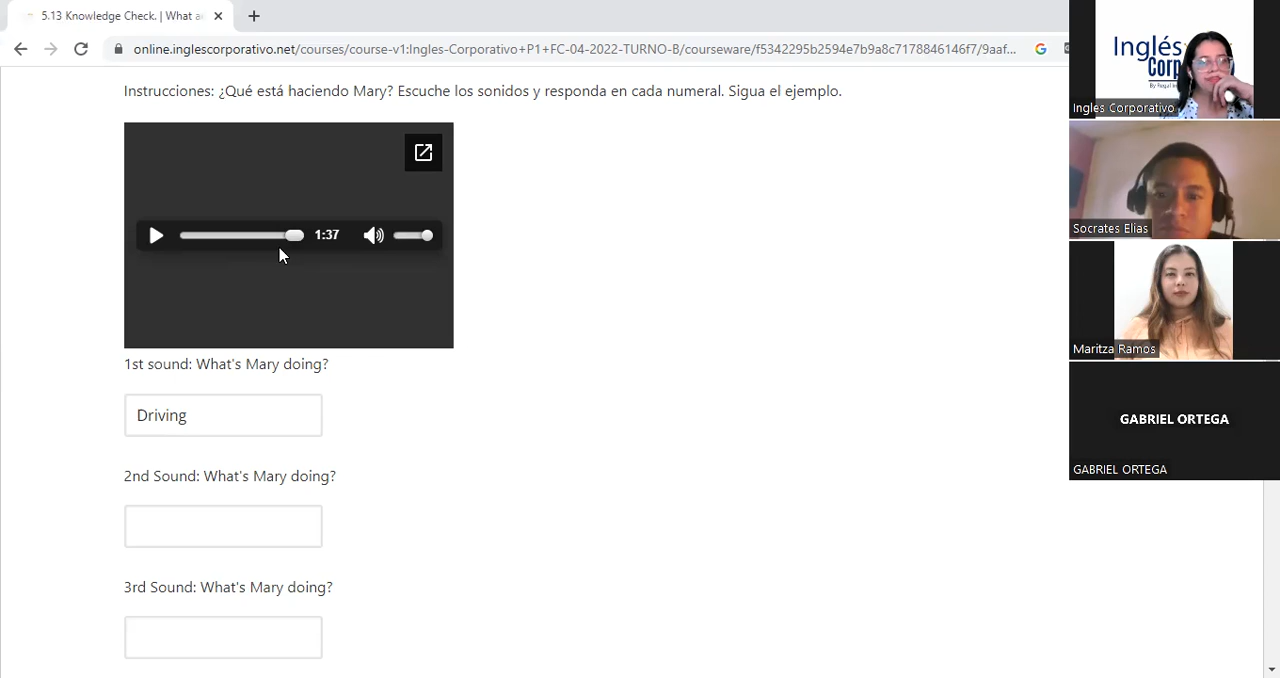 5.13 Knowledge Check. | What a
online.inglescorporativo.net/courses/course-v1:Ingles-Corporativo+P1+FC-04-2022-TURNO-B/courseware/f5342295b2594e7b9a8c7178846146f7/9aaf...
Instrucciones: ¿Qué está haciendo Mary? Escuche los sonidos y responda en cada numeral. Sigua el ejemplo.
1:37
1st sound: What's Mary doing?
Driving
2nd Sound: What's Mary doing?
3rd Sound: What's Mary doing?
Inglés
Corp
Ingles Corporativo
Socrates Elias
Maritza Ramos
GABRIEL ORTEGA
GABRIEL ORTEGA